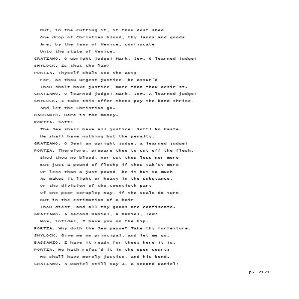 But, in the cutting it, if thou dost shed
One drop of Christian blood, thy lands and goods
Are, by the laws of Venice, confiscate
Unto the state of Venice.
GRATIANO. O upright judge! Mark, Jew. O learned judge!
SHYLOCK. Is that the law?
PORTIA. Thyself shalt see the act;
For, as thou urgest justice, be assur'd
Thou shalt have justice, more than thou desir'st.
GRATIANO. O learned judge! Mark, Jew. A learned judge!
SHYLOCK. I take this offer then: pay the bond thrice,
And let the Christian go.
BASSANIO. Here is the money.
PORTIA. Soft!
The Jew shall have all justice. Soft! No haste.
He shall have nothing but the penalty.
GRATIANO. O Jew! an upright judge, a learned judge!
PORTIA. Therefore, prepare thee to cut off the flesh.
Shed thou no blood, nor cut thou less nor more
But just a pound of flesh; if thou tak'st more
Or less than a just pound- be it but so much
As makes it light or heavy in the substance,
Or the division of the twentieth part
Of one poor scruple; nay, if the scale do turn
But in the estimation of a hair-
Thou diest, and all thy goods are confiscate.
GRATIANO. A second Daniel, a Daniel, Jew!
Now, infidel, I have you on the hip.
PORTIA. Why doth the Jew pause? Take thy forfeiture.
SHYLOCK. Give me my principal, and let me go.
BASSANIO. I have it ready for thee; here it is.
PORTIA. He hath refus'd it in the open court;
He shall have merely justice, and his bond.
GRATIANO. A Daniel still say I, a second Daniel!